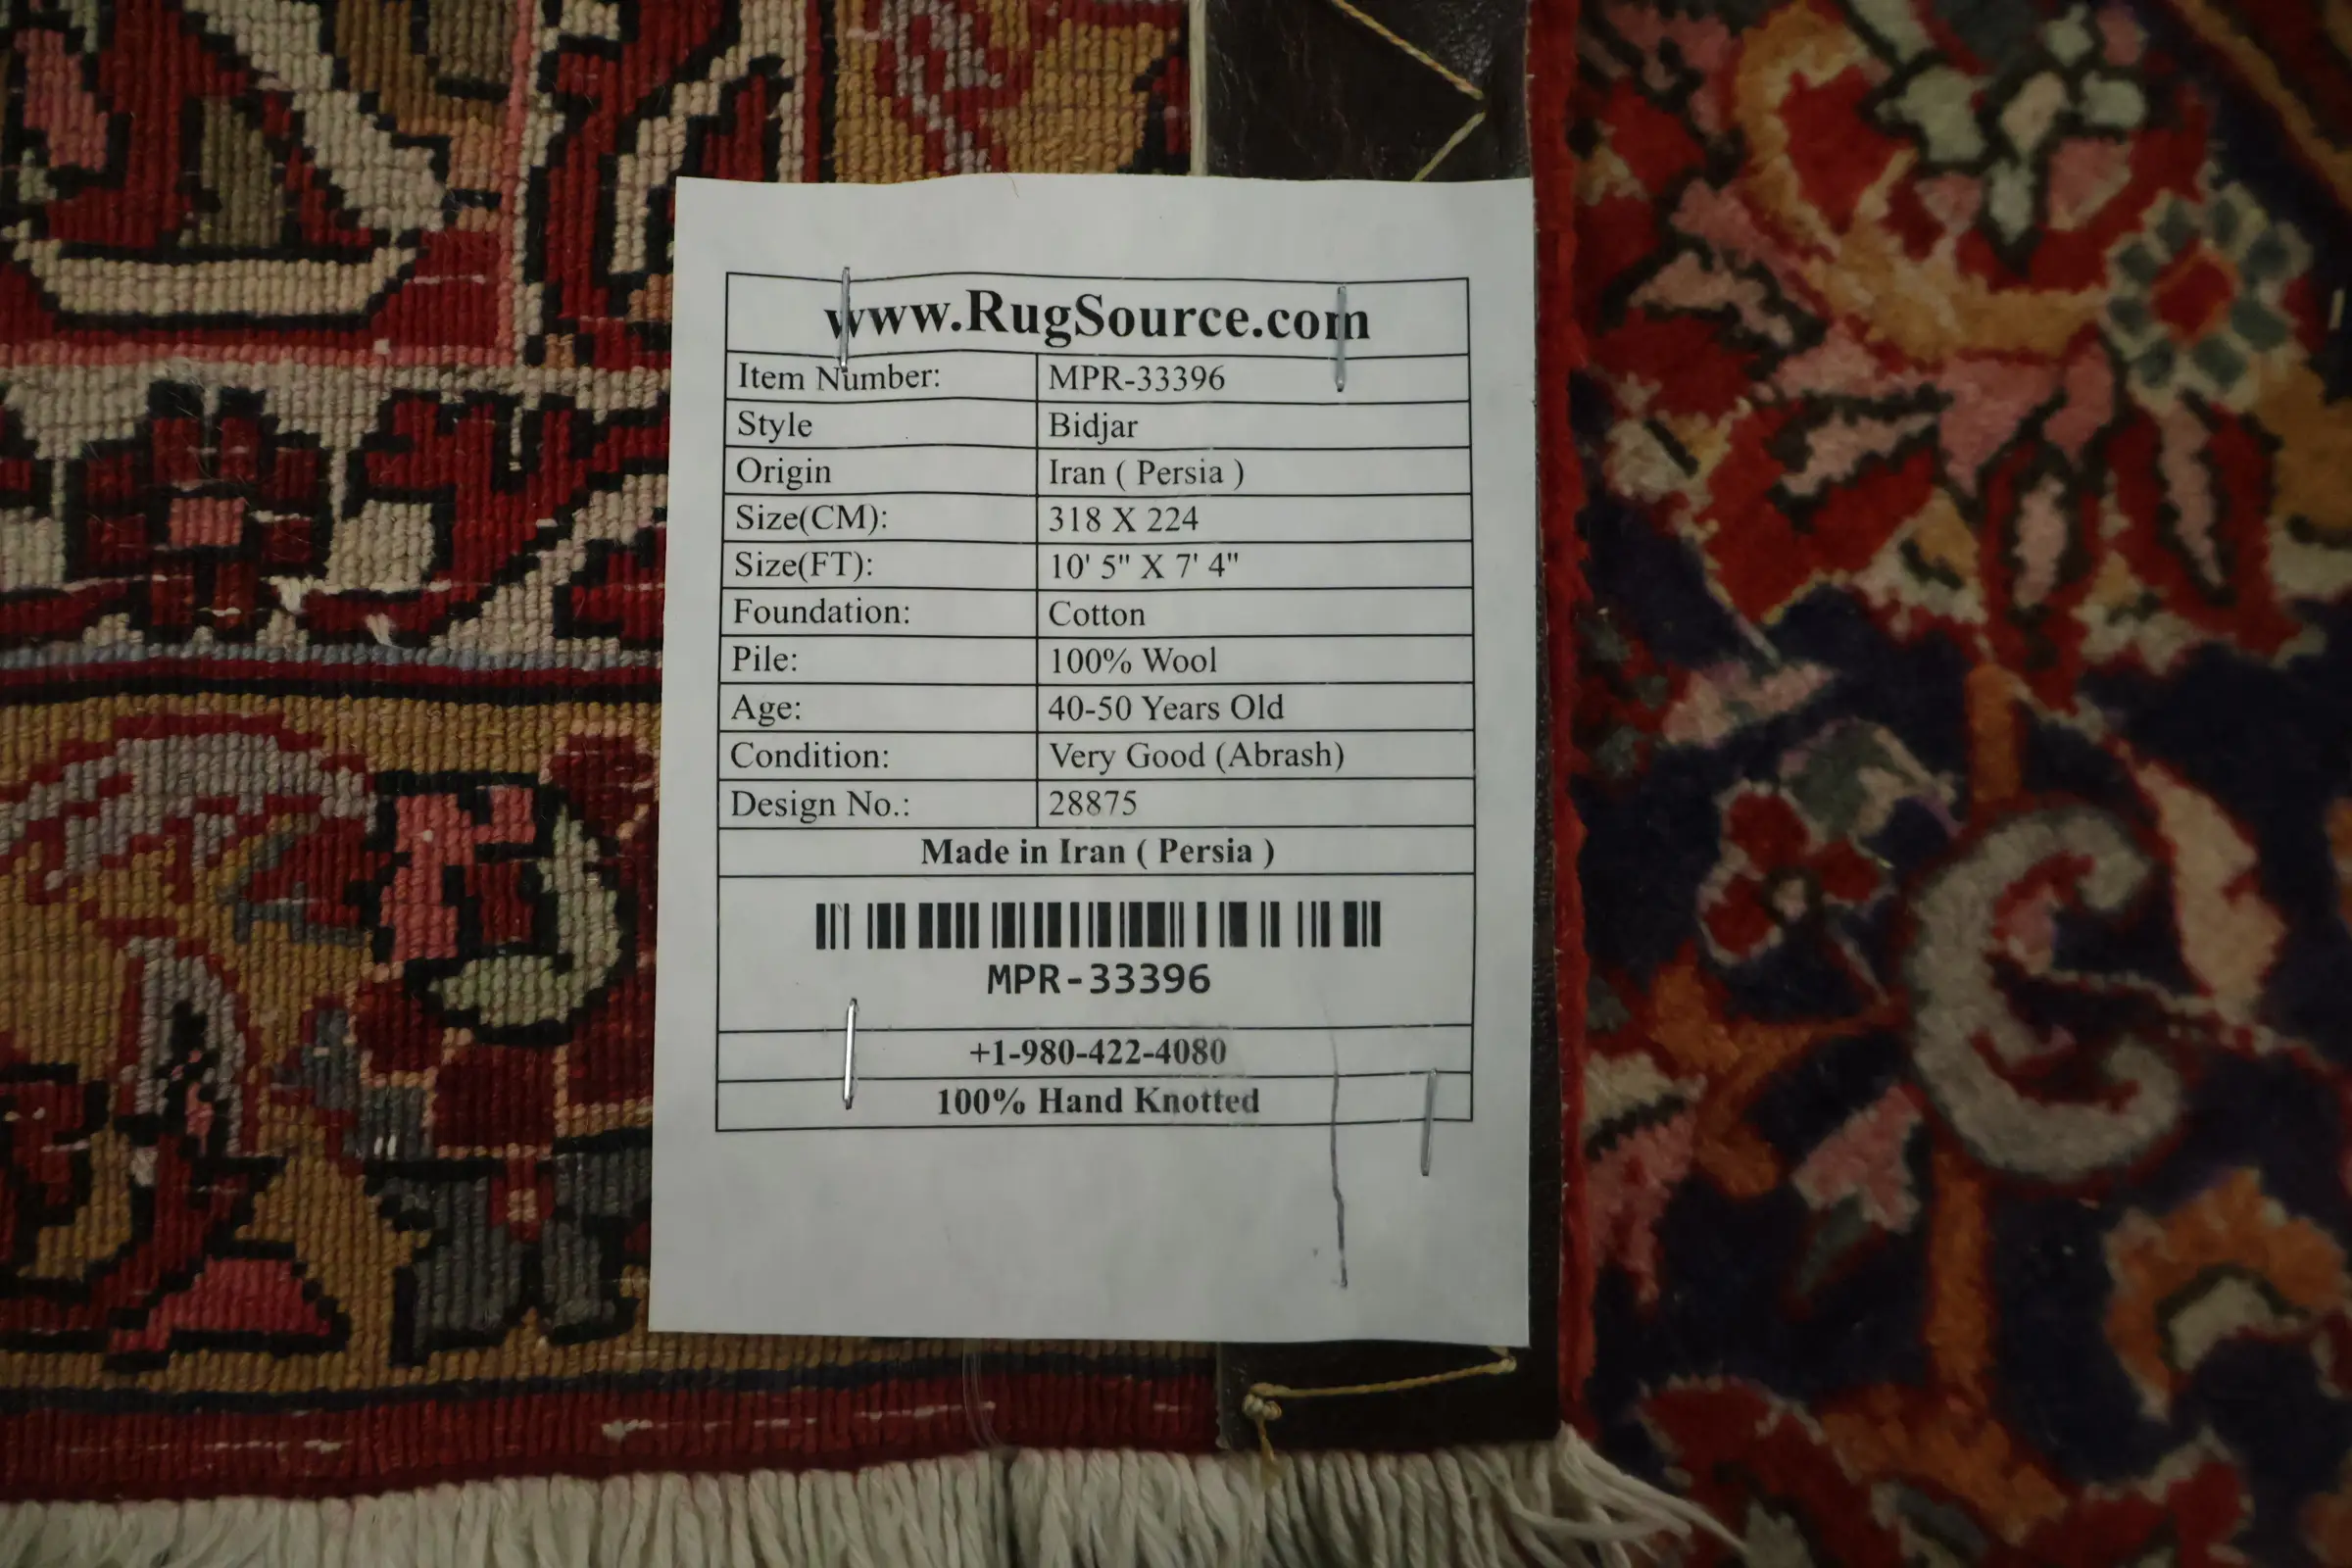 www.RugSource.com
Item Number: MPR-33396
Style Bidjar
Origin Iran ( Persia )
Size(CM): 318 X 224
Size(FT): 10' 5" X 7' 4"
Foundation: Cotton
Pile: 100% Wool
Age: 40-50 Years Old
Condition: Very Good (Abrash)
Design No.: 28875
Made in Iran ( Persia )
MPR-33396
+1-980-422-4080
100% Hand Knotted